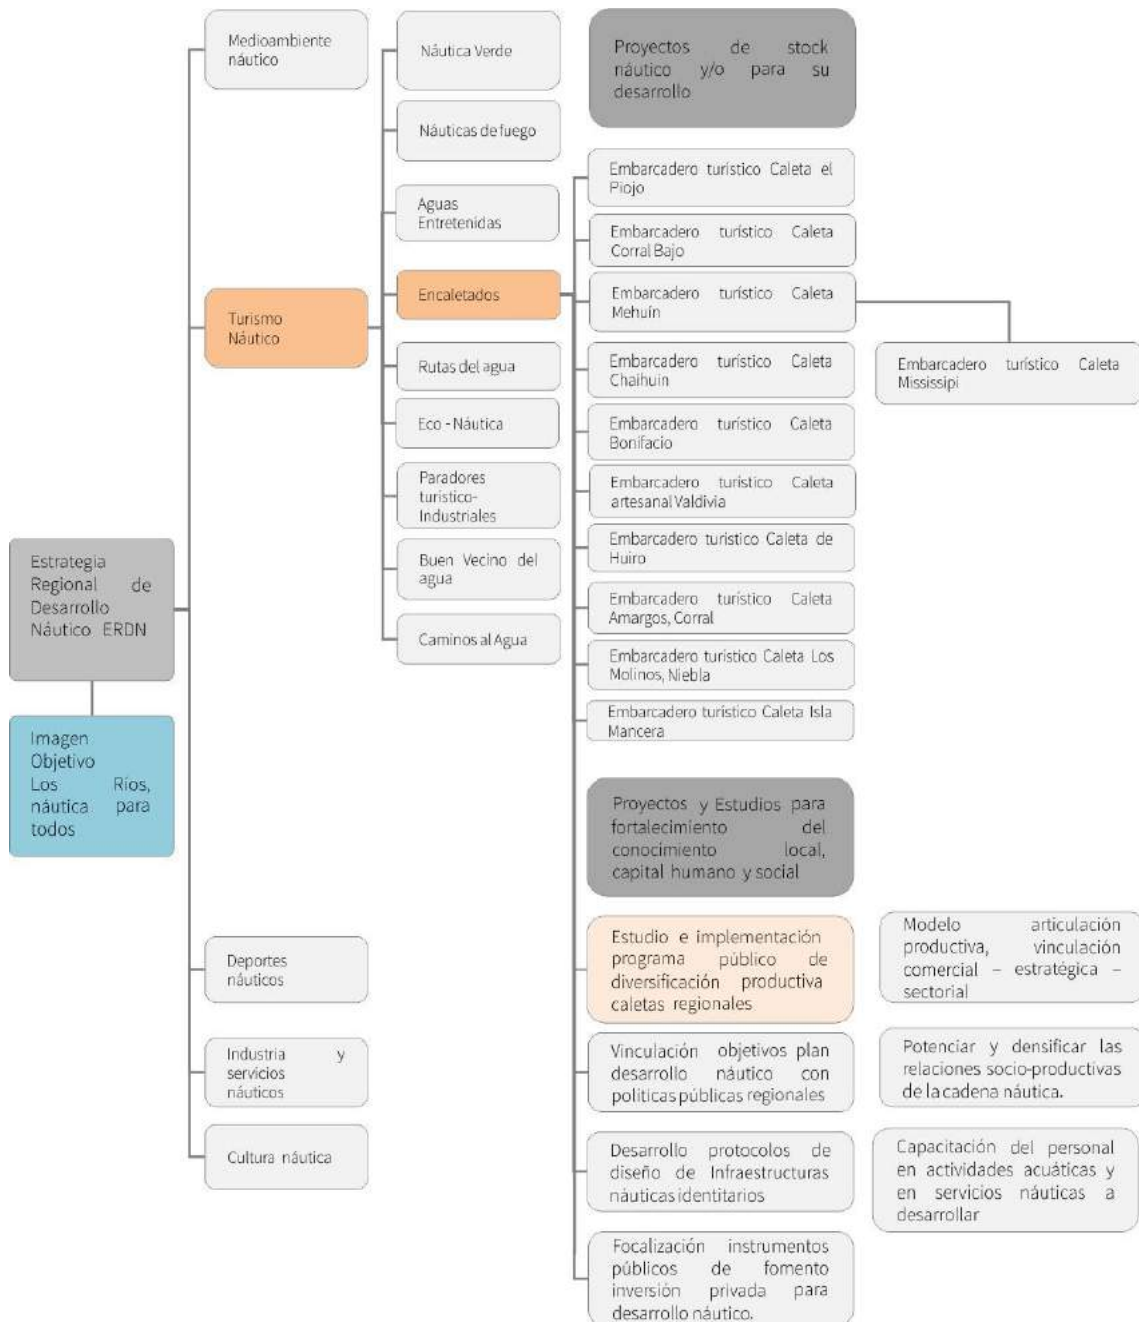 Estrategia
Regional de
Desarrollo
Náutico ERDN
Imagen
Objetivo
Los Ríos,
náutica para
todos
Medioambiente
náutico
Turismo
Náutico
Deportes
náuticos
Industria y
servicios
náuticos
Cultura náutica
Náutica Verde
Náuticas de fuego
Aguas
Entretenidas
Encaletados
Rutas del agua
Eco - Náutica
Paradores
turístico-
Industriales
Buen Vecino del
agua
Caminos al Agua
Proyectos de stock
náutico y/o para su
desarrollo
Embarcadero turístico Caleta el
Piojo
Embarcadero turístico Caleta
Corral Bajo
Embarcadero turístico Caleta
Mehuín
Embarcadero turístico Caleta
Chaihuin
Embarcadero turístico Caleta
Bonifacio
Embarcadero turístico Caleta
artesanal Valdivia
Embarcadero turistico Caleta de
Huiro
Embarcadero turístico Caleta
Amargos, Corral
Embarcadero turistico Caleta Los
Molinos, Niebla
Embarcadero turístico Caleta Isla
Mancera
Embarcadero turístico Caleta
Mississipi
Proyectos y Estudios para
fortalecimiento del
conocimiento local,
capital humano y social
Estudio e implementación
programa público de
diversificación productiva
caletas regionales
Vinculación objetivos plan
desarrollo náutico con
políticas públicas regionales
Desarrollo protocolos de
diseño de Infraestructuras
náuticas identitarios
Focalización instrumentos
públicos de fomento
inversión privada para
desarrollo náutico.
Modelo articulación
productiva, vinculación
comercial – estratégica –
sectorial
Potenciar y densificar las
relaciones socio-productivas
de la cadena náutica.
Capacitación del personal
en actividades acuáticas y
en servicios náuticas a
desarrollar